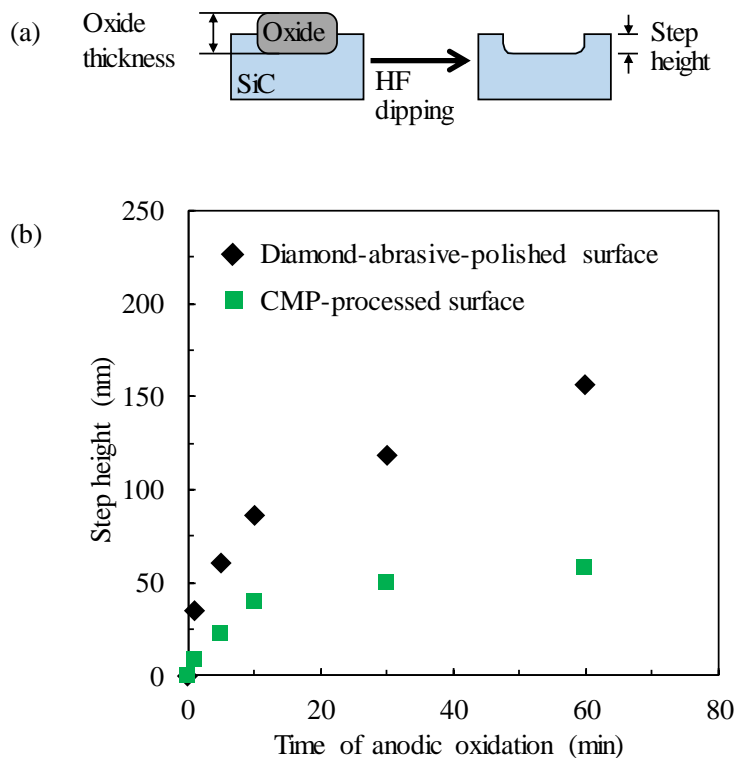 (a)
Oxide
thickness
Oxide
SiC
HF
dipping
Step
height
(b)
250
200
150
100
50
0
Step height (nm)
Diamond-abrasive-polished surface
CMP-processed surface
0 20 40 60 80
Time of anodic oxidation (min)